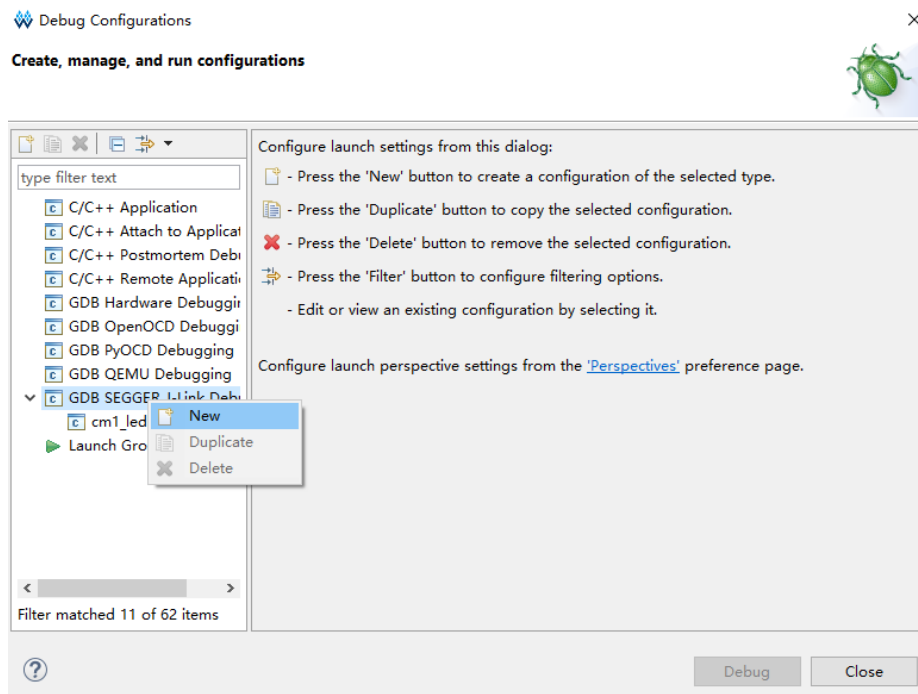 Debug Configurations
Create, manage, and run configurations
type filter text
C/C++ Application
C/C++ Attach to Applicat
C/C++ Postmortem Deb
C/C++ Remote Applicati
GDB Hardware Debuggin
GDB OpenOCD Debuggi
GDB PyOCD Debugging
GDB QEMU Debugging
GDB SEGGER J-Link Deb
cm1_led
Launch Gro
New
Duplicate
Delete
Filter matched 11 of 62 items
Configure launch settings from this dialog:
- Press the 'New' button to create a configuration of the selected type.
- Press the 'Duplicate' button to copy the selected configuration.
- Press the 'Delete' button to remove the selected configuration.
- Press the 'Filter' button to configure filtering options.
- Edit or view an existing configuration by selecting it.
Configure launch perspective settings from the 'Perspectives' preference page.
Debug
Close